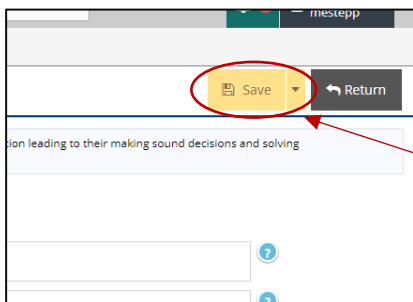 mestepp
Save
Return
tion leading to their making sound decisions and solving
?
?